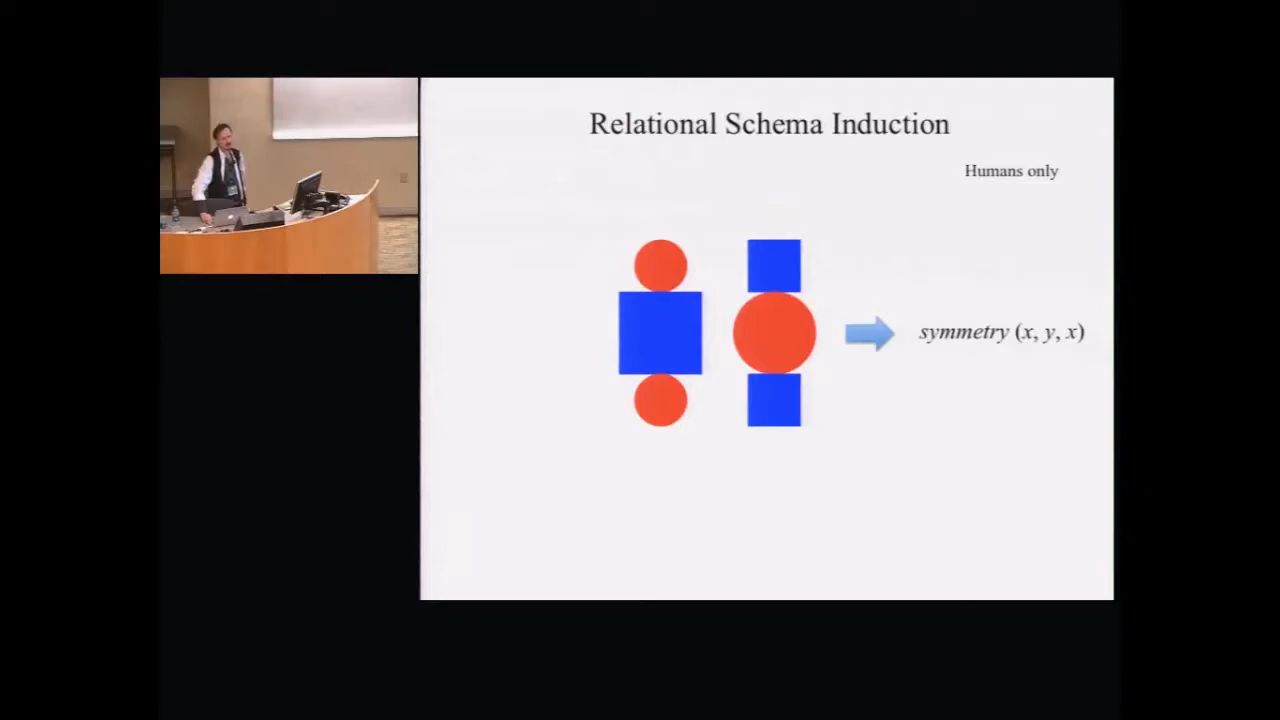 Relational Schema Induction
Humans only
symmetry (x, y, x)